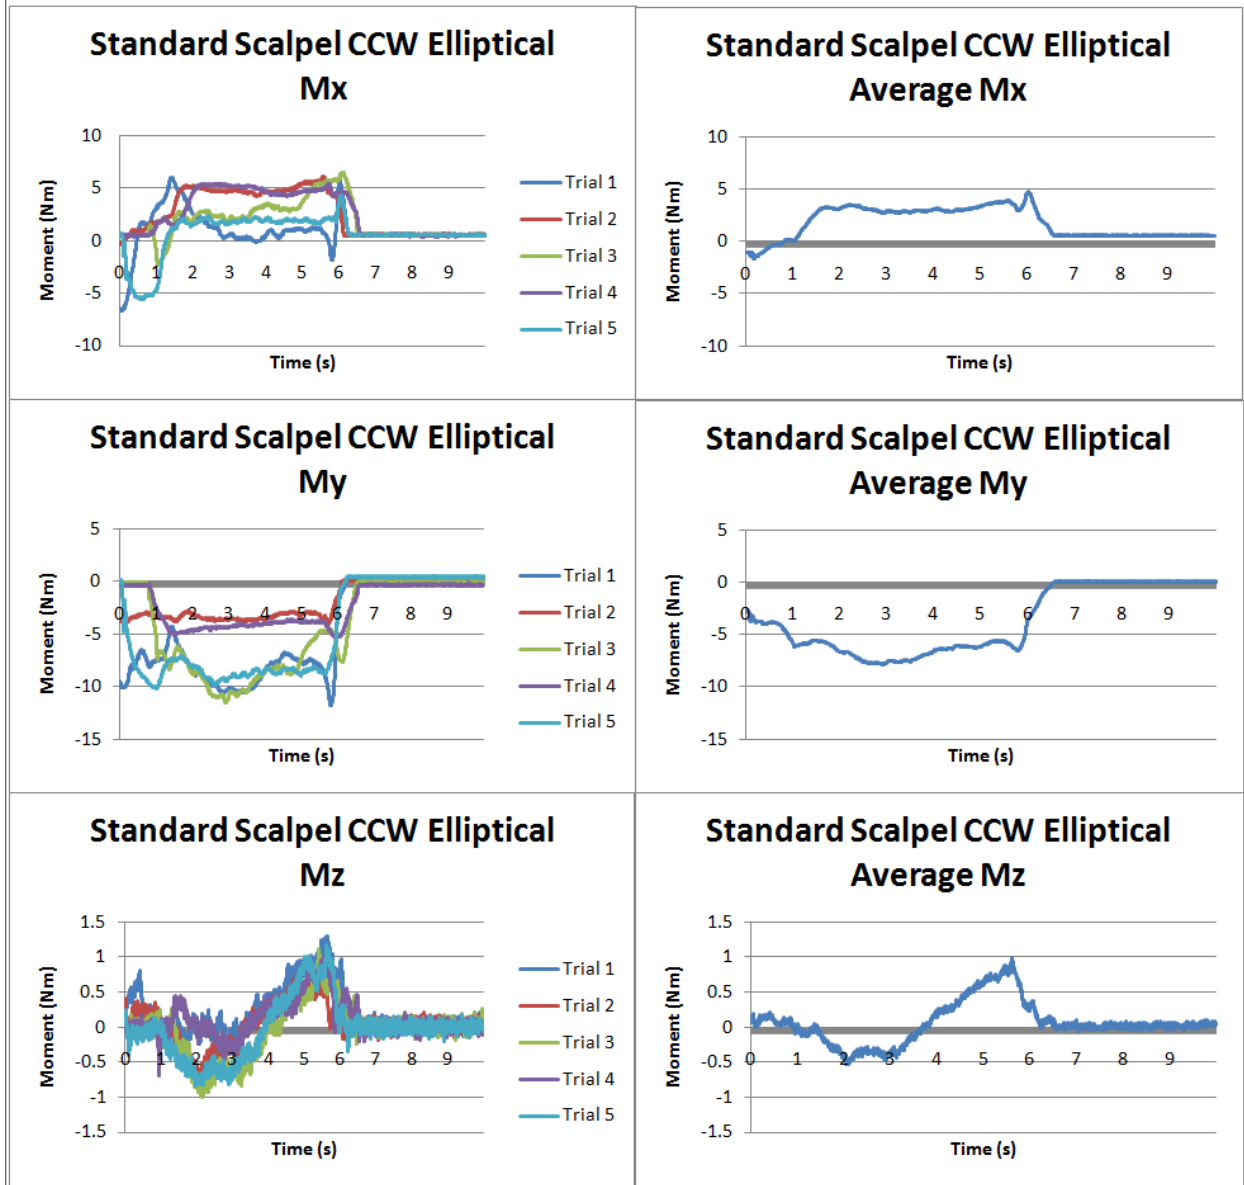 Standard Scalpel CCW Elliptical
Mx
10
5
0
-5
-10
0 1 2 3 4 5 6 7 8 9
Moment (Nm)
Time (s)
Trial 1
Trial 2
Trial 3
Trial 4
Trial 5
Standard Scalpel CCW Elliptical
Average Mx
10
5
0
-5
-10
0 1 2 3 4 5 6 7 8 9
Moment (Nm)
Time (s)
Standard Scalpel CCW Elliptical
My
5
0
-5
-10
-15
0 1 2 3 4 5 6 7 8 9
Moment (Nm)
Time (s)
Trial 1
Trial 2
Trial 3
Trial 4
Trial 5
Standard Scalpel CCW Elliptical
Average My
5
0
-5
-10
-15
0 1 2 3 4 5 6 7 8 9
Moment (Nm)
Time (s)
Standard Scalpel CCW Elliptical
Mz
1.5
1
0.5
0
-0.5
-1
-1.5
0 1 2 3 4 5 6 7 8 9
Moment (Nm)
Time (s)
Trial 1
Trial 2
Trial 3
Trial 4
Trial 5
Standard Scalpel CCW Elliptical
Average Mz
1.5
1
0.5
0
-0.5
-1
-1.5
0 1 2 3 4 5 6 7 8 9
Moment (Nm)
Time (s)